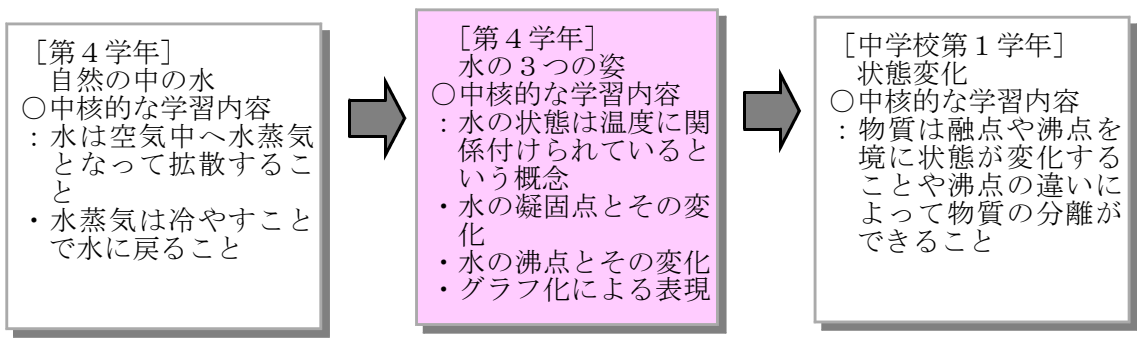 ［第４学年］
自然の中の水
○中核的な学習内容
：水は空気中へ水蒸気
となって拡散するこ
と
・水蒸気は冷やすこと
で水に戻ること
［第４学年］
水の３つの姿
○中核的な学習内容
：水の状態は温度に関
係付けられていると
いう概念
・水の凝固点とその変
化
・水の沸点とその変化
・グラフ化による表現
［中学校第１学年］
状態変化
○中核的な学習内容
：物質は融点や沸点を
境に状態が変化する
ことや沸点の違いに
よって物質の分離が
できること